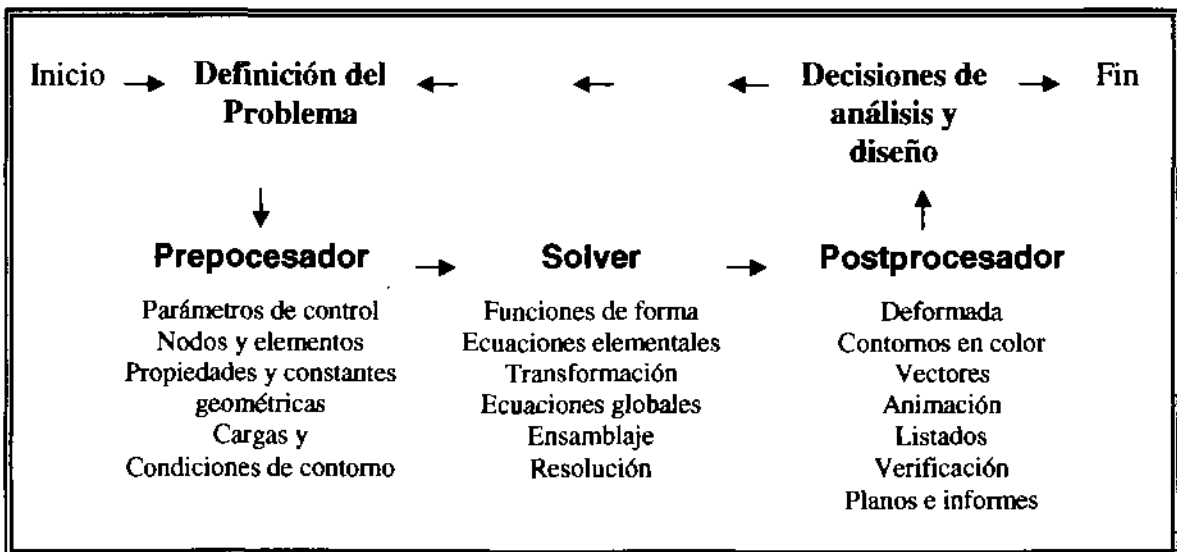 Inicio → Definición del ← ← ← Decisiones de → Fin
Problema
análisis y
diseño
↓
↑
Prepocesador → Solver → Postprocesador
Parámetros de control
Nodos y elementos
Propiedades y constantes
geométricas
Cargas y
Condiciones de contorno
Funciones de forma
Ecuaciones elementales
Transformación
Ecuaciones globales
Ensamblaje
Resolución
Deformada
Contornos en color
Vectores
Animación
Listados
Verificación
Planos e informes